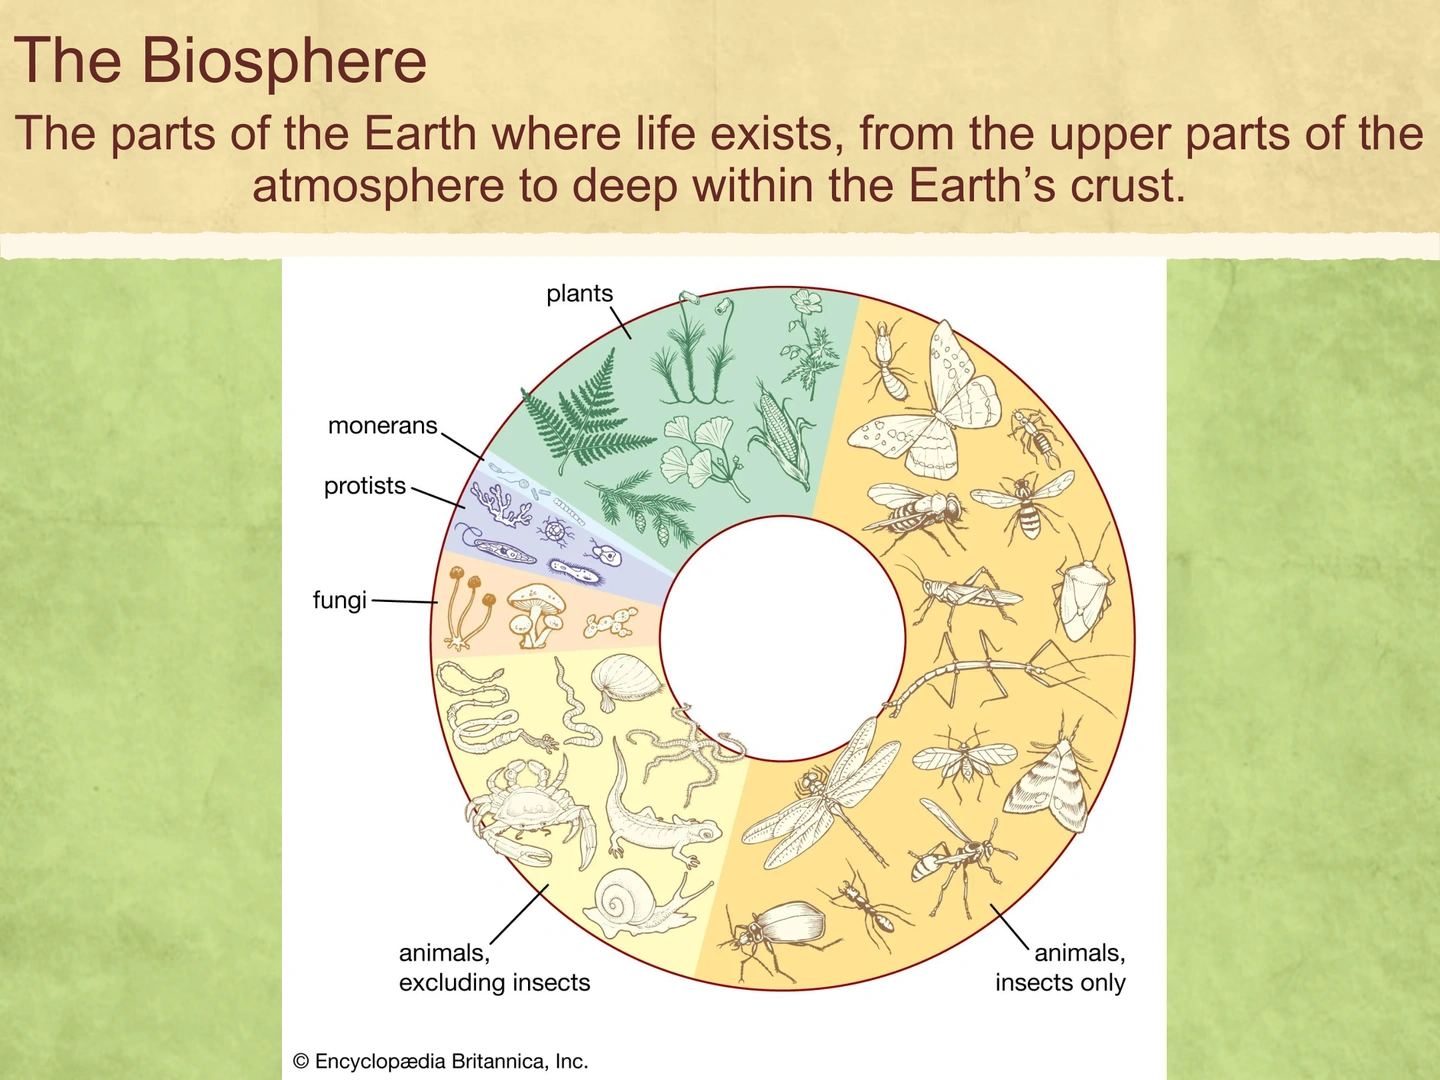 The Biosphere
The parts of the Earth where life exists, from the upper parts of the
atmosphere to deep within the Earth’s crust.
plants
monerans
protists
fungi
animals,
excluding insects
animals,
insects only
© Encyclopædia Britannica, Inc.